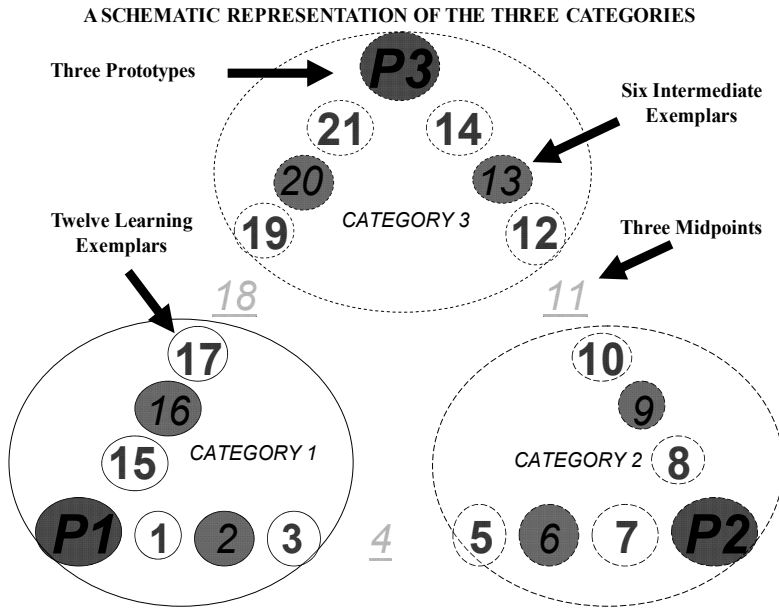 A SCHEMATIC REPRESENTATION OF THE THREE CATEGORIES
P3
Three Prototypes
Six Intermediate
Exemplars
21
14
20
13
Twelve Learning
Exemplars
19
CATEGORY 3
12
Three Midpoints
18
11
17
10
16
9
15
CATEGORY 1
CATEGORY 2
8
P1
1
2
3
4
5
6
7
P2